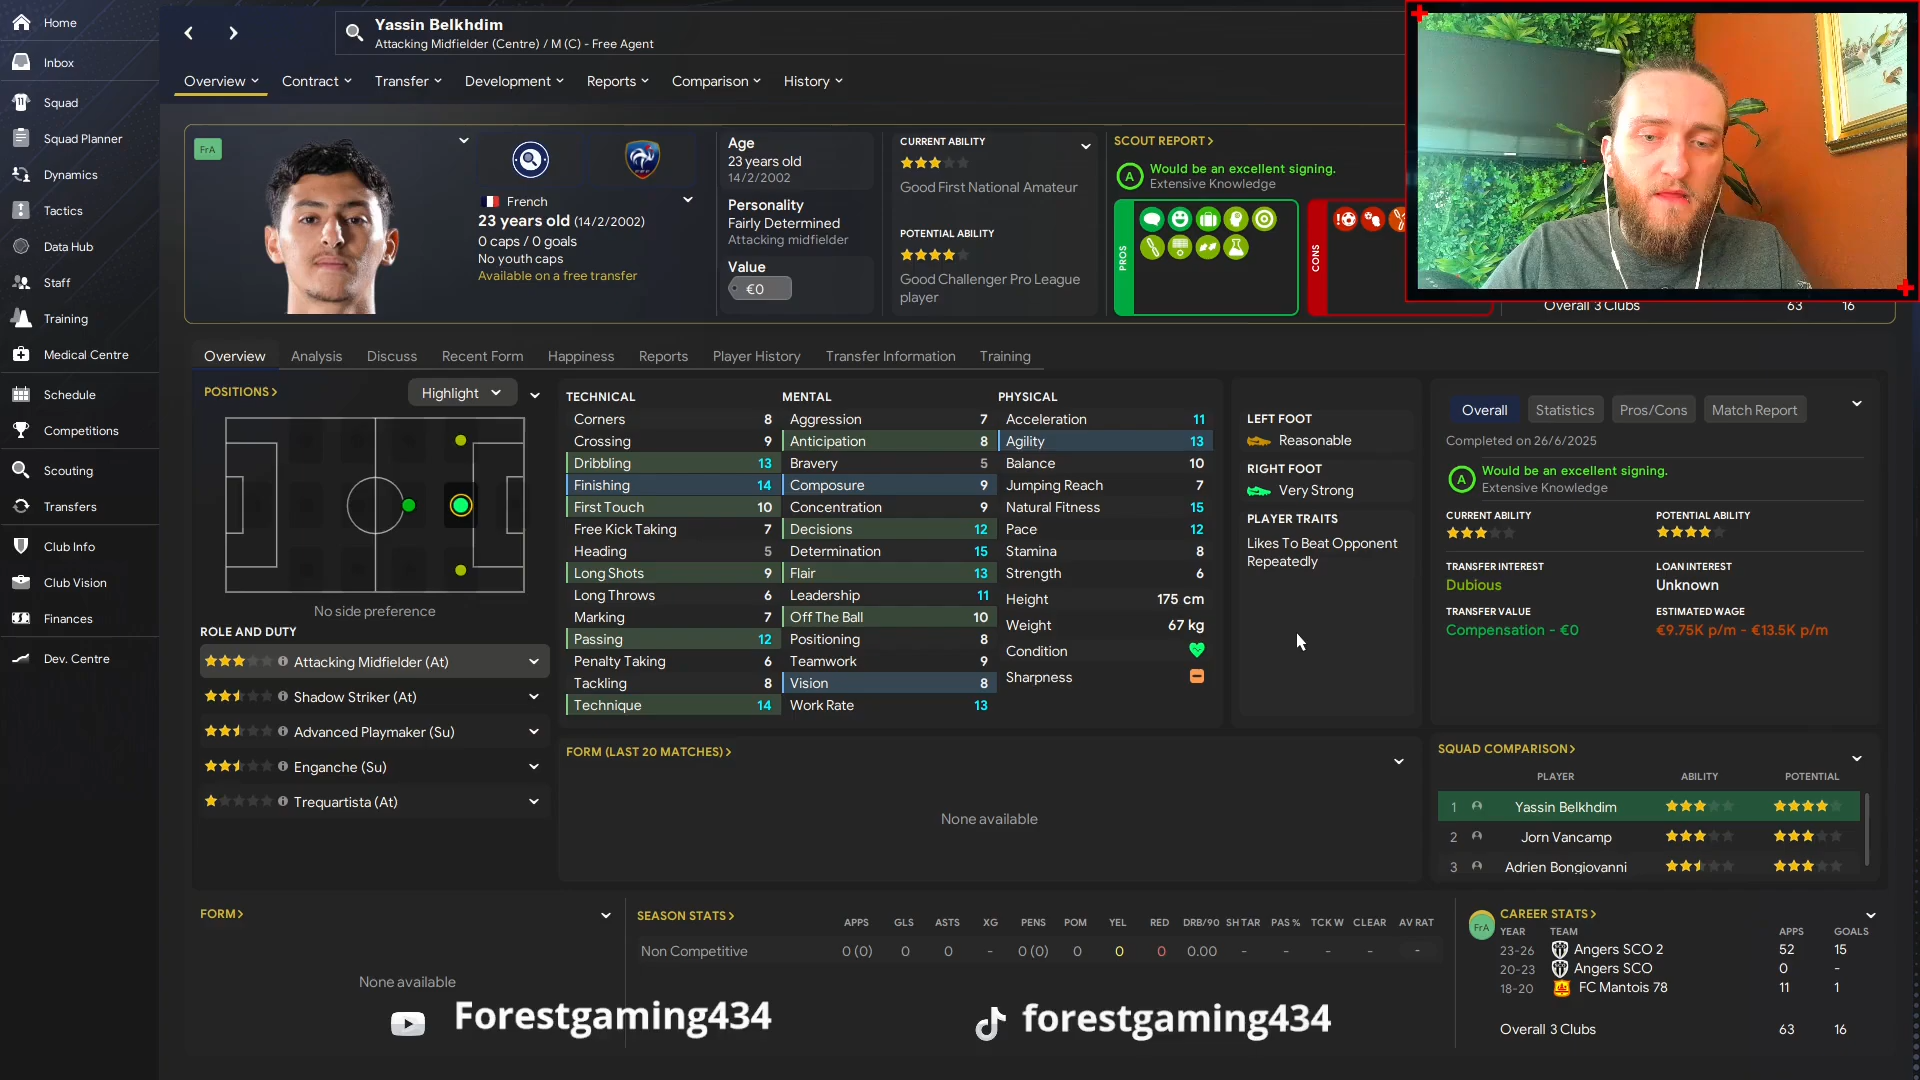 Home
Inbox
Squad
Squad Planner
Dynamics
Tactics
Data Hub
Staff
Training
Medical Centre
Schedule
Competitions
Scouting
Transfers
Club Info
Club Vision
Finances
Dev. Centre
Yassin Belkhdim
Attacking Midfielder (Centre) / M (C) - Free Agent
Overview Contract Transfer Development Reports Comparison History
FrA
French
23 years old (14/2/2002)
0 caps / 0 goals
No youth caps
Available on a free transfer
Age
23 years old
14/2/2002
Personality
Fairly Determined
Attacking midfielder
Value
€0
CURRENT ABILITY
Good First National Amateur
POTENTIAL ABILITY
Good Challenger Pro League
player
SCOUT REPORT >
A Would be an excellent signing.
Extensive Knowledge
PROS
CONS
Overall 3 Clubs 63 16
Overview Analysis Discuss Recent Form Happiness Reports Player History Transfer Information Training
POSITIONS >
Highlight
No side preference
ROLE AND DUTY
Attacking Midfielder (At)
Shadow Striker (At)
Advanced Playmaker (Su)
Enganche (Su)
Trequartista (At)
TECHNICAL
Corners 8
Crossing 9
Dribbling 13
Finishing 14
First Touch 10
Free Kick Taking 7
Heading 5
Long Shots 9
Long Throws 6
Marking 7
Passing 12
Penalty Taking 6
Tackling 8
Technique 14
MENTAL
Aggression 7
Anticipation 8
Bravery 5
Composure 9
Concentration 9
Decisions 12
Determination 15
Flair 13
Leadership 11
Off The Ball 10
Positioning 8
Teamwork 9
Vision 8
Work Rate 13
PHYSICAL
Acceleration 11
Agility 13
Balance 10
Jumping Reach 7
Natural Fitness 15
Pace 12
Stamina 8
Strength 6
Height 175 cm
Weight 67 kg
Condition
Sharpness
LEFT FOOT
Reasonable
RIGHT FOOT
Very Strong
PLAYER TRAITS
Likes To Beat Opponent
Repeatedly
Overall Statistics Pros/Cons Match Report
Completed on 26/6/2025
A Would be an excellent signing.
Extensive Knowledge
CURRENT ABILITY POTENTIAL ABILITY
TRANSFER INTEREST LOAN INTEREST
Dubious Unknown
TRANSFER VALUE ESTIMATED WAGE
Compensation - €0 €9.75K p/m - €13.5K p/m
FORM (LAST 20 MATCHES) >
None available
SQUAD COMPARISON >
PLAYER ABILITY POTENTIAL
1 Yassin Belkhdim
2 Jorn Vancamp
3 Adrien Bongiovanni
FORM >
None available
SEASON STATS > APPS GLS ASTS XG PENS POM YEL RED DRB/90 SH TAR PAS % TCK W CLEAR AV RAT
Non Competitive 0 (0) 0 0 - 0 (0) 0 0 0 0.00 - - - - -
FrA
CAREER STATS >
YEAR TEAM APPS GOALS
23-26 Angers SCO 2 52 15
20-23 Angers SCO 0 -
18-20 FC Mantois 78 11 1
Overall 3 Clubs 63 16
Forestgaming434
forestgaming434